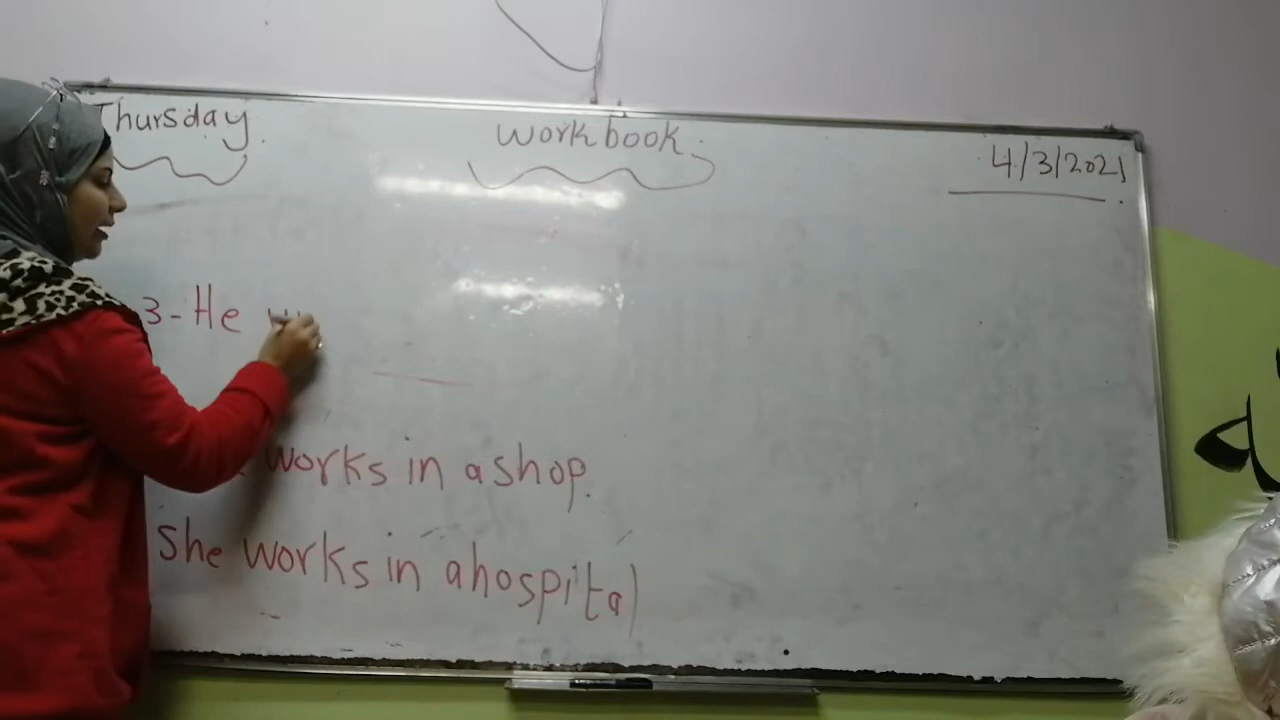 Thursday.
workbook.
4/3/2021
3-He
works in a shop.
She works in a hospital